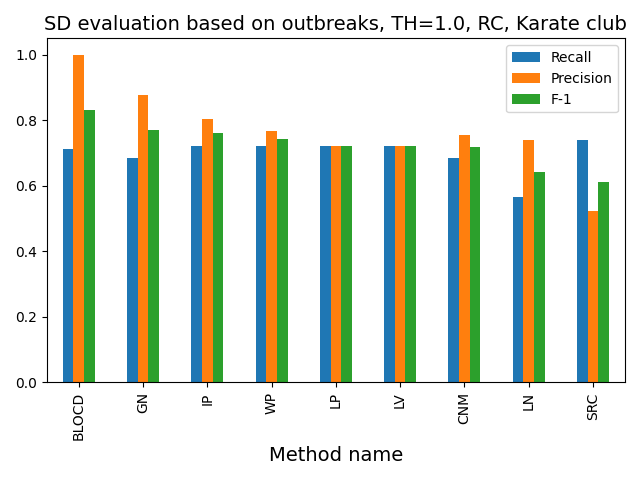 SD evaluation based on outbreaks, TH=1.0, RC, Karate club
Recall
Precision
F-1
1.0
0.8
0.6
0.4
0.2
0.0
BLOCD
GN
IP
WP
LP
LV
CNM
LN
SRC
Method name